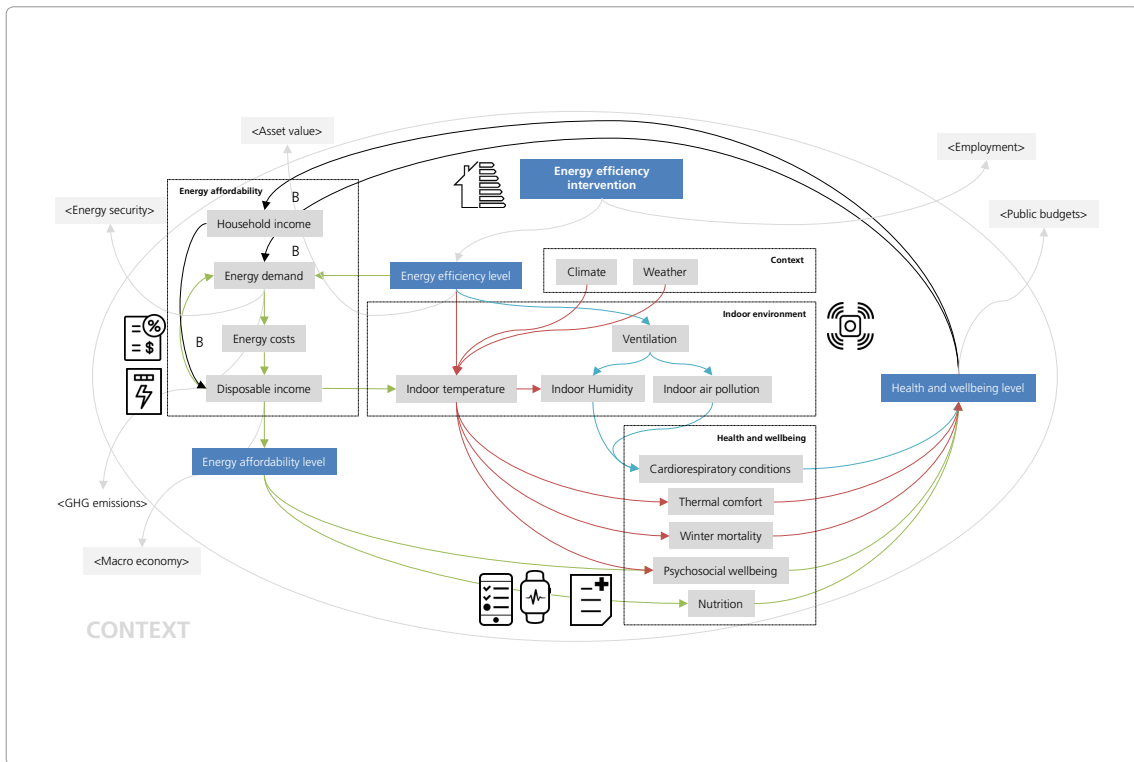 <Asset value>
<Employment>
Energy efficiency
intervention
Energy affordability
B
<Energy security>
<Public budgets>
Household income
B
Context
Energy demand
Energy efficiency level
Climate
Weather
Indoor environment
%
$
Energy costs
B
Ventilation
Disposable income
Indoor temperature
Indoor Humidity
Indoor air pollution
Health and wellbeing level
Health and wellbeing
Energy affordability level
Cardiorespiratory conditions
<GHG emissions>
Thermal comfort
Winter mortality
<Macro economy>
Psychosocial wellbeing
Nutrition
CONTEXT